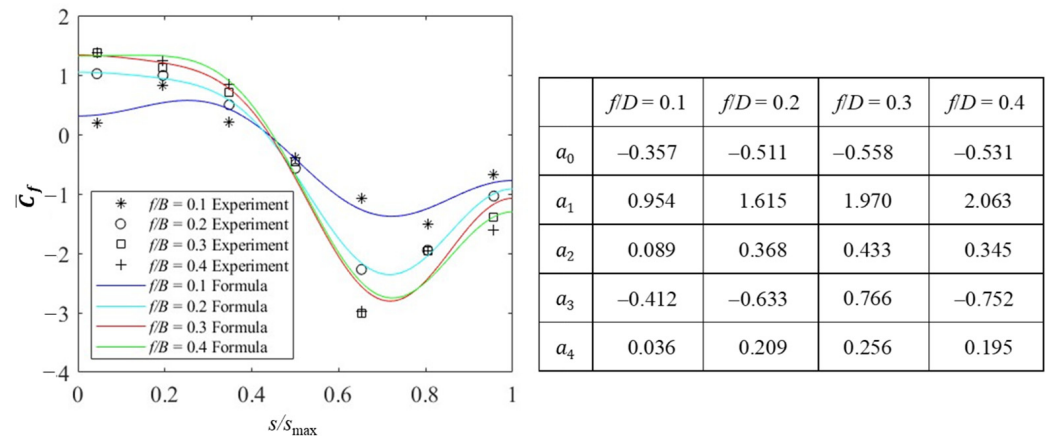 2
1
0
−1
−2
−3
−4
0
0.2
0.4
0.6
0.8
1
C̅f
s/smax
f/B = 0.1 Experiment
f/B = 0.2 Experiment
f/B = 0.3 Experiment
f/B = 0.4 Experiment
f/B = 0.1 Formula
f/B = 0.2 Formula
f/B = 0.3 Formula
f/B = 0.4 Formula
f/D = 0.1 f/D = 0.2 f/D = 0.3 f/D = 0.4
a0 −0.357 −0.511 −0.558 −0.531
a1 0.954 1.615 1.970 2.063
a2 0.089 0.368 0.433 0.345
a3 −0.412 −0.633 0.766 −0.752
a4 0.036 0.209 0.256 0.195